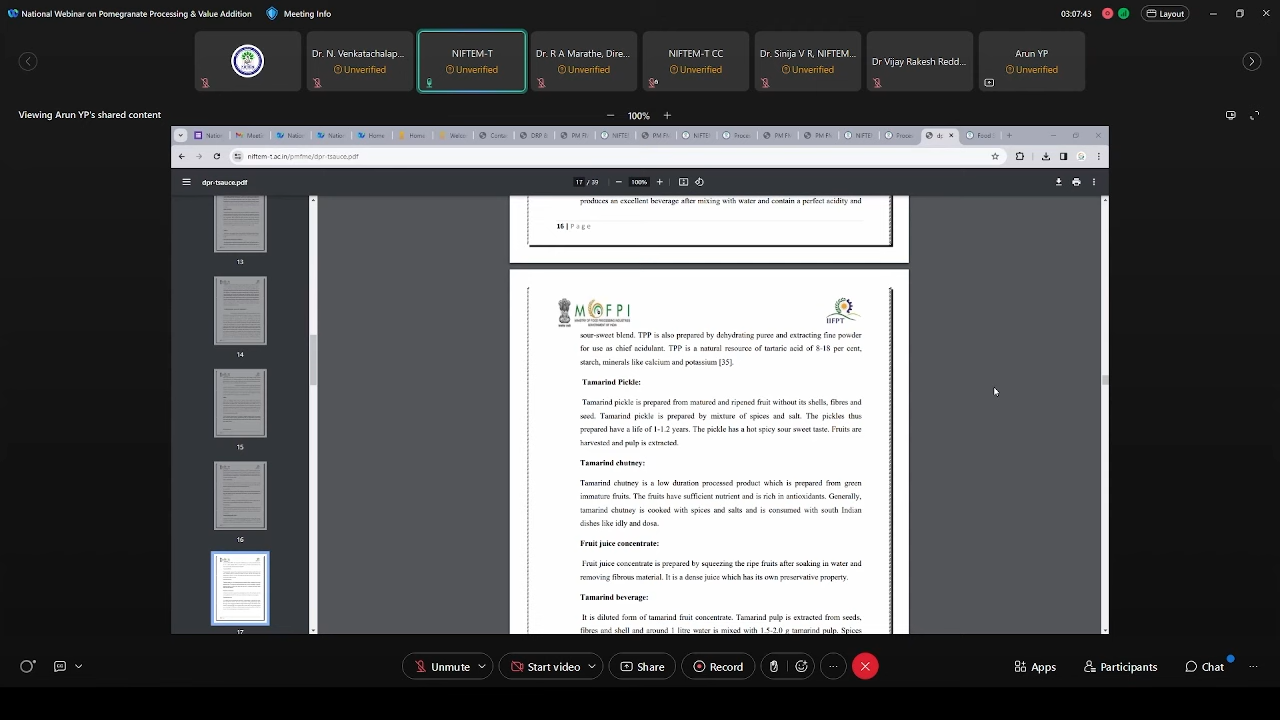 National Webinar on Pomegranate Processing & Value Addition
Meeting Info
03:07:43
Layout
Dr. N. Venkatachalap...
Unverified
NIFTEM-T
Unverified
Dr. R A Marathe, Dire...
Unverified
NIFTEM-T CC
Unverified
Dr. Sinija V R, NIFTEM...
Unverified
Dr Vijay Rakesh Redd...
Arun YP
Unverified
Viewing Arun YP's shared content
100%
niftem-t.ac.in/pmfme/dpr-tsauce.pdf
dpr-tsauce.pdf
17 / 39
100%
13
14
15
16
17
produces an excellent beverage after mixing with water and contain a perfect acidity and
16 | Page
MOFPI
MINISTRY OF FOOD PROCESSING INDUSTRIES
GOVERNMENT OF INDIA
IIFPT
sour-sweet blend. TPP is also prepared by dehydrating puree and extracting fine powder
for use as chief acidulant. TPP is a natural resource of tartaric acid of 8-18 per cent,
starch, minerals like calcium and potassium [35].
Tamarind Pickle:
Tamarind pickle is prepared from matured and ripened fruit without its shells, fibres and
seed. Tamarind pickle is prepared by mixture of spices and salt. The pickles thus
prepared have a life of 1-1.2 years. The pickle has a hot spicy sour sweet taste. Fruits are
harvested and pulp is extracted.
Tamarind chutney:
Tamarind chutney is a low duration processed product which is prepared from green
immature fruits. The fruits have sufficient nutrient and is rich in antioxidants. Generally,
tamarind chutney is cooked with spices and salts and is consumed with south Indian
dishes like idly and dosa.
Fruit juice concentrate:
Fruit juice concentrate is prepared by squeezing the ripe fruits after soaking in water and
removing fibrous material. It is a dense juice which has its own preservative property.
Tamarind beverage:
It is diluted form of tamarind fruit concentrate. Tamarind pulp is extracted from seeds,
fibres and shell and around 1 litre water is mixed with 1.5-2.0 g tamarind pulp. Spices
Unmute
Start video
Share
Record
Apps
Participants
Chat